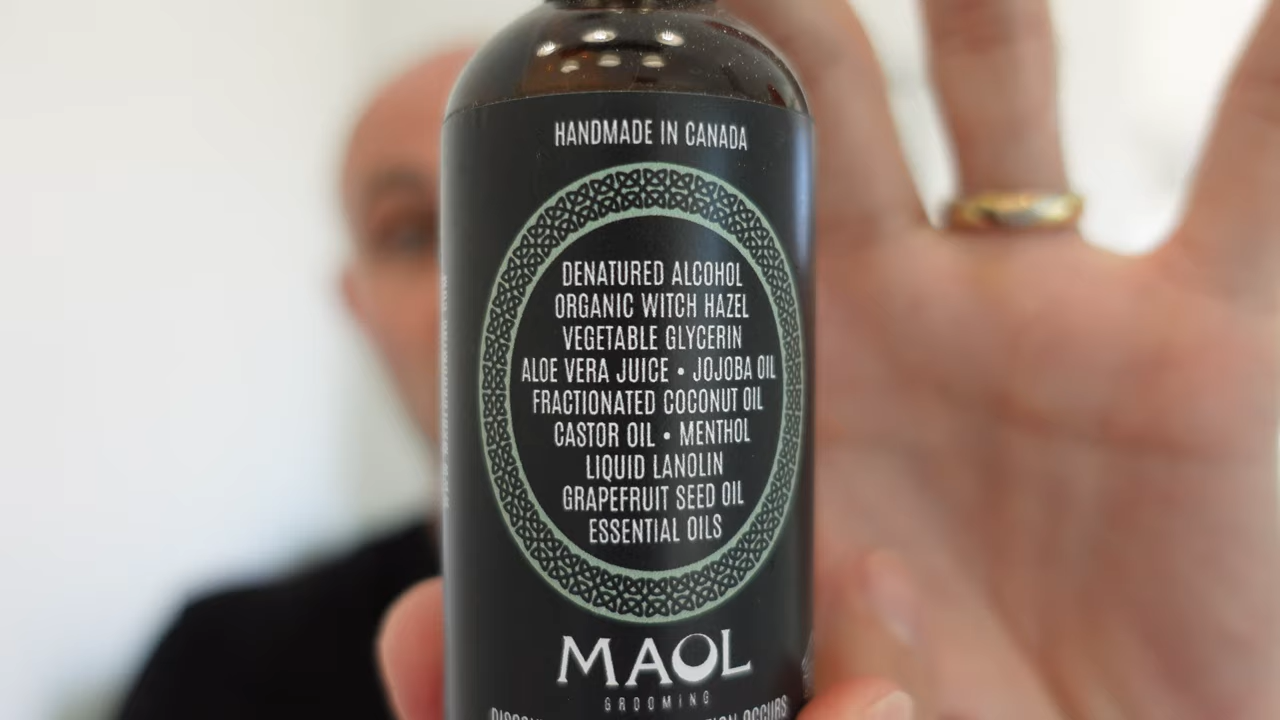 HANDMADE IN CANADA
DENATURED ALCOHOL
ORGANIC WITCH HAZEL
VEGETABLE GLYCERIN
ALOE VERA JUICE • JOJOBA OIL
FRACTIONATED COCONUT OIL
CASTOR OIL • MENTHOL
LIQUID LANOLIN
GRAPEFRUIT SEED OIL
ESSENTIAL OILS
MAOL
GROOMING
OCCURS